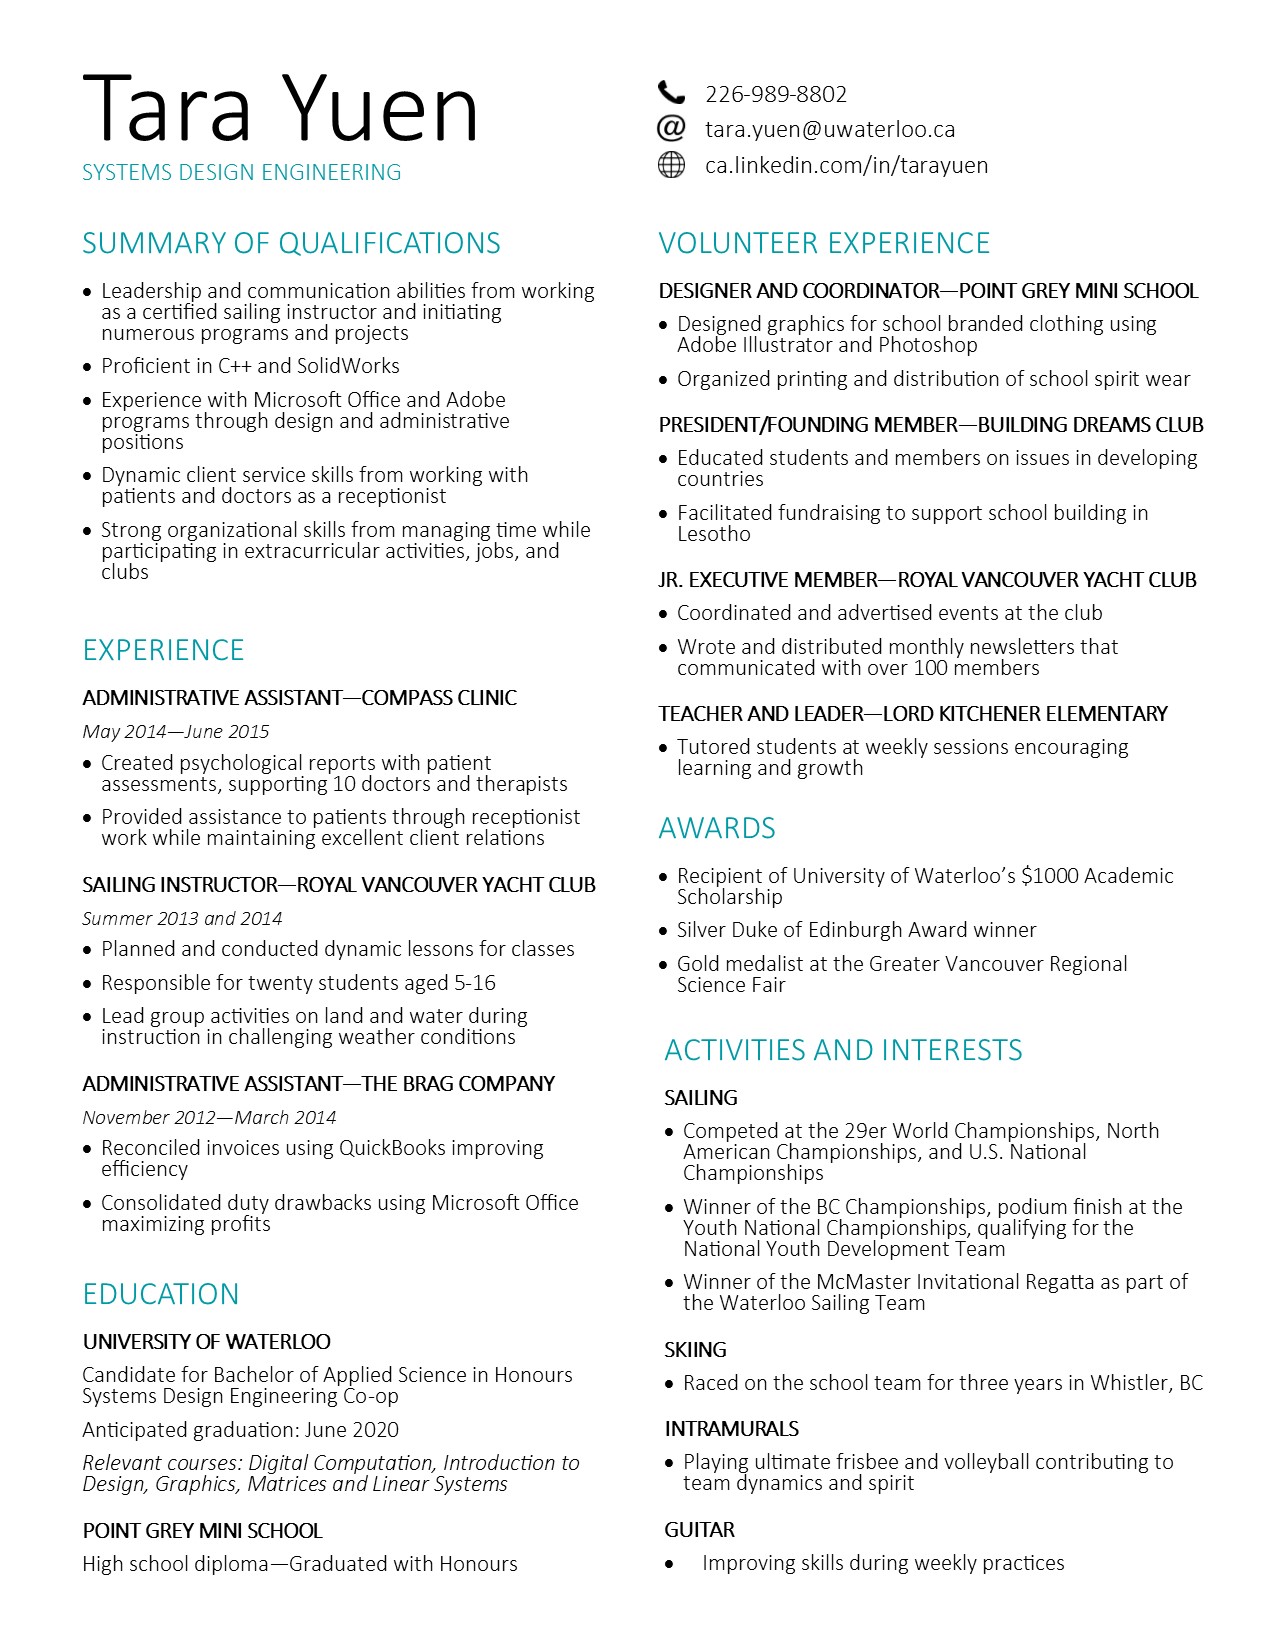 Tara Yuen
SYSTEMS DESIGN ENGINEERING
226-989-8802
tara.yuen@uwaterloo.ca
ca.linkedin.com/in/tarayuen
SUMMARY OF QUALIFICATIONS
• Leadership and communication abilities from working
as a certified sailing instructor and initiating
numerous programs and projects
• Proficient in C++ and SolidWorks
• Experience with Microsoft Office and Adobe
programs through design and administrative
positions
• Dynamic client service skills from working with
patients and doctors as a receptionist
• Strong organizational skills from managing time while
participating in extracurricular activities, jobs, and
clubs
EXPERIENCE
ADMINISTRATIVE ASSISTANT—COMPASS CLINIC
May 2014—June 2015
• Created psychological reports with patient
assessments, supporting 10 doctors and therapists
• Provided assistance to patients through receptionist
work while maintaining excellent client relations
SAILING INSTRUCTOR—ROYAL VANCOUVER YACHT CLUB
Summer 2013 and 2014
• Planned and conducted dynamic lessons for classes
• Responsible for twenty students aged 5-16
• Lead group activities on land and water during
instruction in challenging weather conditions
ADMINISTRATIVE ASSISTANT—THE BRAG COMPANY
November 2012—March 2014
• Reconciled invoices using QuickBooks improving
efficiency
• Consolidated duty drawbacks using Microsoft Office
maximizing profits
EDUCATION
UNIVERSITY OF WATERLOO
Candidate for Bachelor of Applied Science in Honours
Systems Design Engineering Co-op
Anticipated graduation: June 2020
Relevant courses: Digital Computation, Introduction to
Design, Graphics, Matrices and Linear Systems
POINT GREY MINI SCHOOL
High school diploma—Graduated with Honours
VOLUNTEER EXPERIENCE
DESIGNER AND COORDINATOR—POINT GREY MINI SCHOOL
• Designed graphics for school branded clothing using
Adobe Illustrator and Photoshop
• Organized printing and distribution of school spirit wear
PRESIDENT/FOUNDING MEMBER—BUILDING DREAMS CLUB
• Educated students and members on issues in developing
countries
• Facilitated fundraising to support school building in
Lesotho
JR. EXECUTIVE MEMBER—ROYAL VANCOUVER YACHT CLUB
• Coordinated and advertised events at the club
• Wrote and distributed monthly newsletters that
communicated with over 100 members
TEACHER AND LEADER—LORD KITCHENER ELEMENTARY
• Tutored students at weekly sessions encouraging
learning and growth
AWARDS
• Recipient of University of Waterloo’s $1000 Academic
Scholarship
• Silver Duke of Edinburgh Award winner
• Gold medalist at the Greater Vancouver Regional
Science Fair
ACTIVITIES AND INTERESTS
SAILING
• Competed at the 29er World Championships, North
American Championships, and U.S. National
Championships
• Winner of the BC Championships, podium finish at the
Youth National Championships, qualifying for the
National Youth Development Team
• Winner of the McMaster Invitational Regatta as part of
the Waterloo Sailing Team
SKIING
• Raced on the school team for three years in Whistler, BC
INTRAMURALS
• Playing ultimate frisbee and volleyball contributing to
team dynamics and spirit
GUITAR
• Improving skills during weekly practices